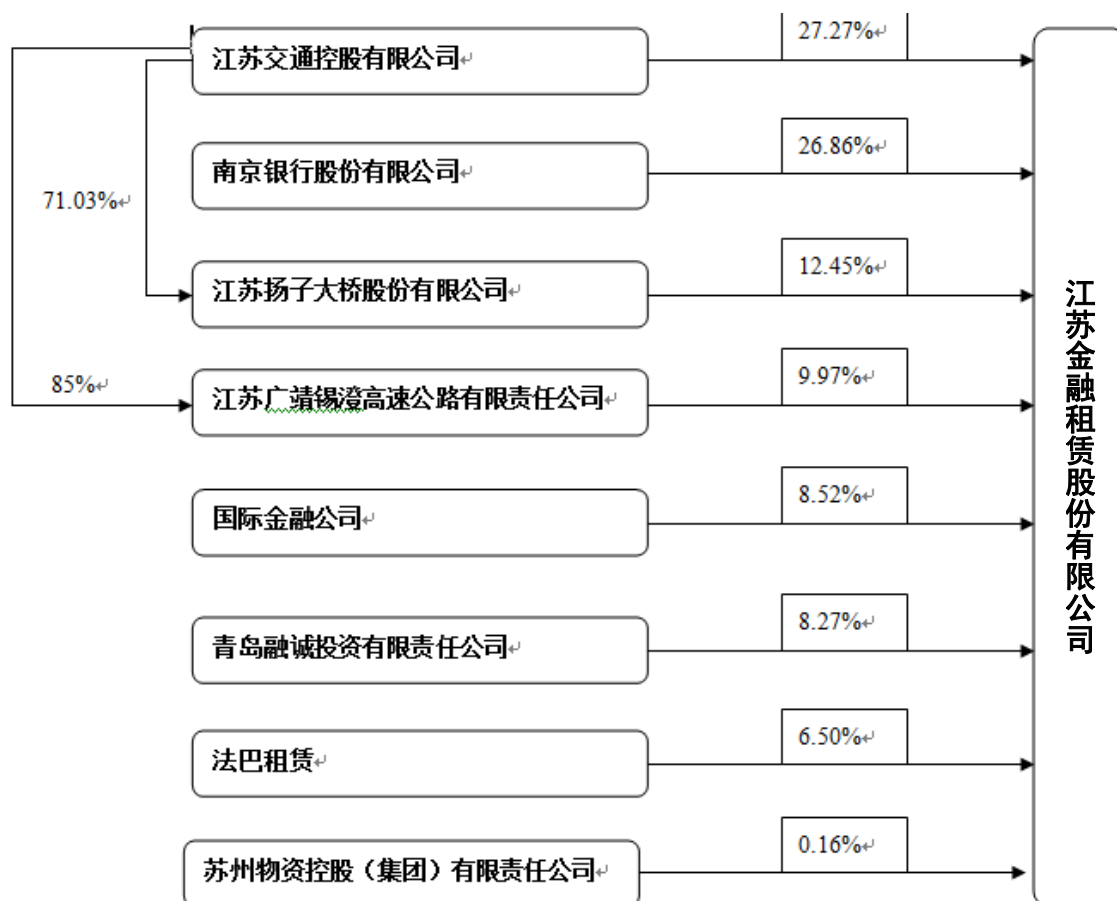 27.27%
江苏交通控股有限公司
26.86%
南京银行股份有限公司
71.03%
12.45%
江苏扬子大桥股份有限公司
9.97%
85%
江苏广靖锡澄高速公路有限责任公司
8.52%
国际金融公司
8.27%
青岛融诚投资有限责任公司
6.50%
法巴租赁
0.16%
苏州物资控股（集团）有限责任公司
江苏金融租赁股份有限公司